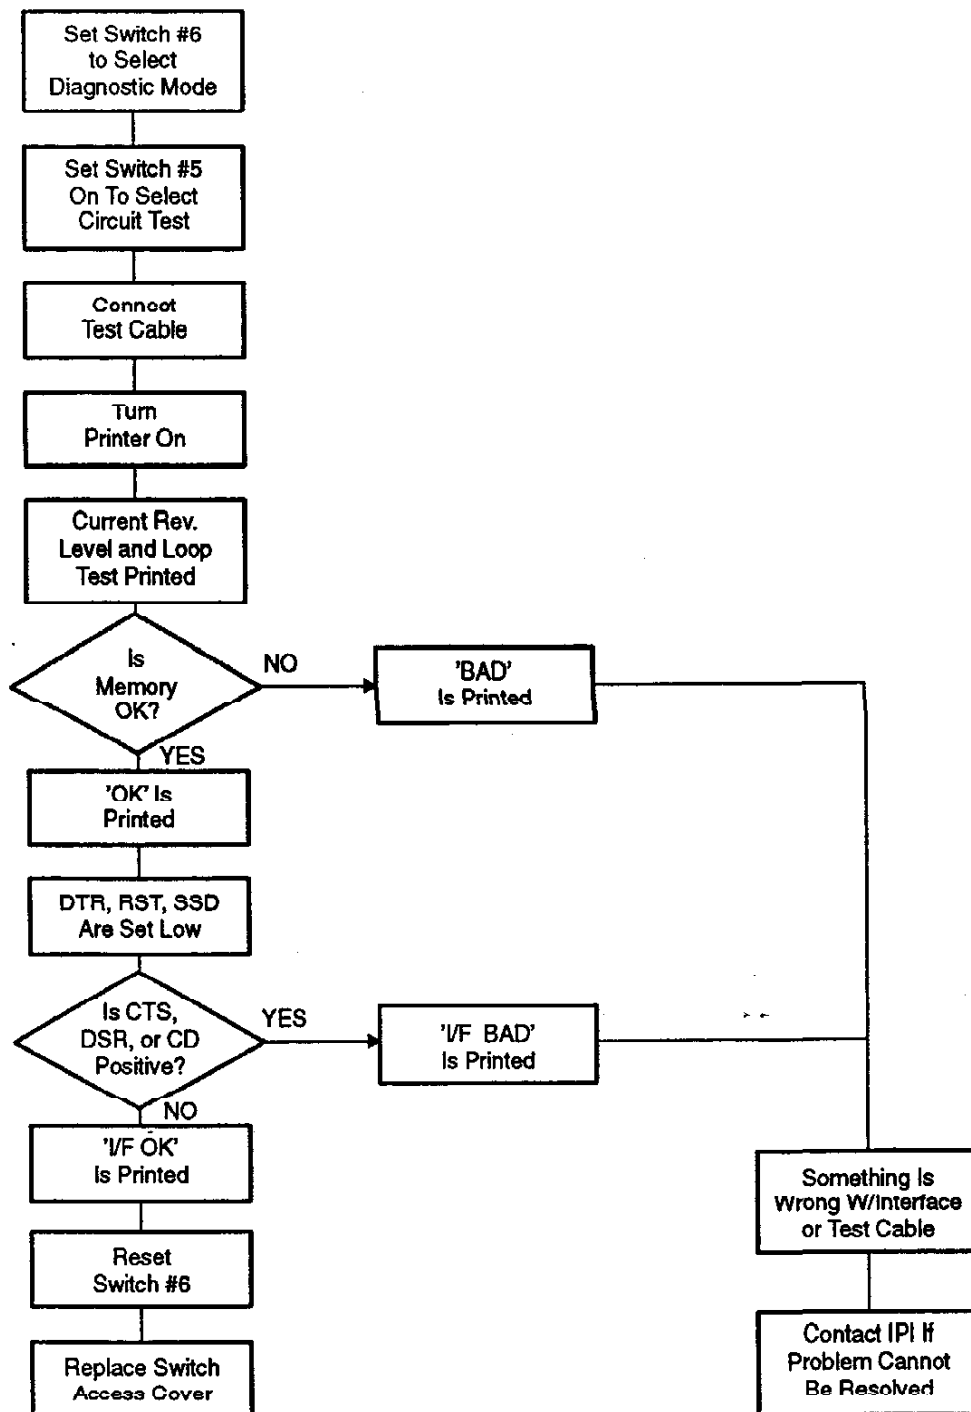 Set Switch #6
to Select
Diagnostic Mode
Set Switch #5
On To Select
Circuit Test
Connect
Test Cable
Turn
Printer On
Current Rev.
Level and Loop
Test Printed
Is
Memory
OK?
NO
'BAD'
Is Printed
YES
'OK' Is
Printed
DTR, RST, SSD
Are Set Low
Is CTS,
DSR, or CD
Positive?
YES
'I/F BAD'
Is Printed
NO
'I/F OK'
Is Printed
Something Is
Wrong W/Interface
or Test Cable
Reset
Switch #6
Contact IPI If
Problem Cannot
Be Resolved
Replace Switch
Access Cover